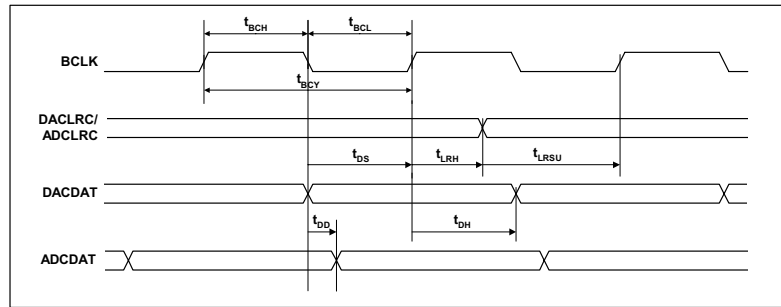 tBCH tBCL
BCLK
tBCY
DACLRC/
ADCLRC
tDS tLRH tLRSU
DACDAT
tDD tDH
ADCDAT